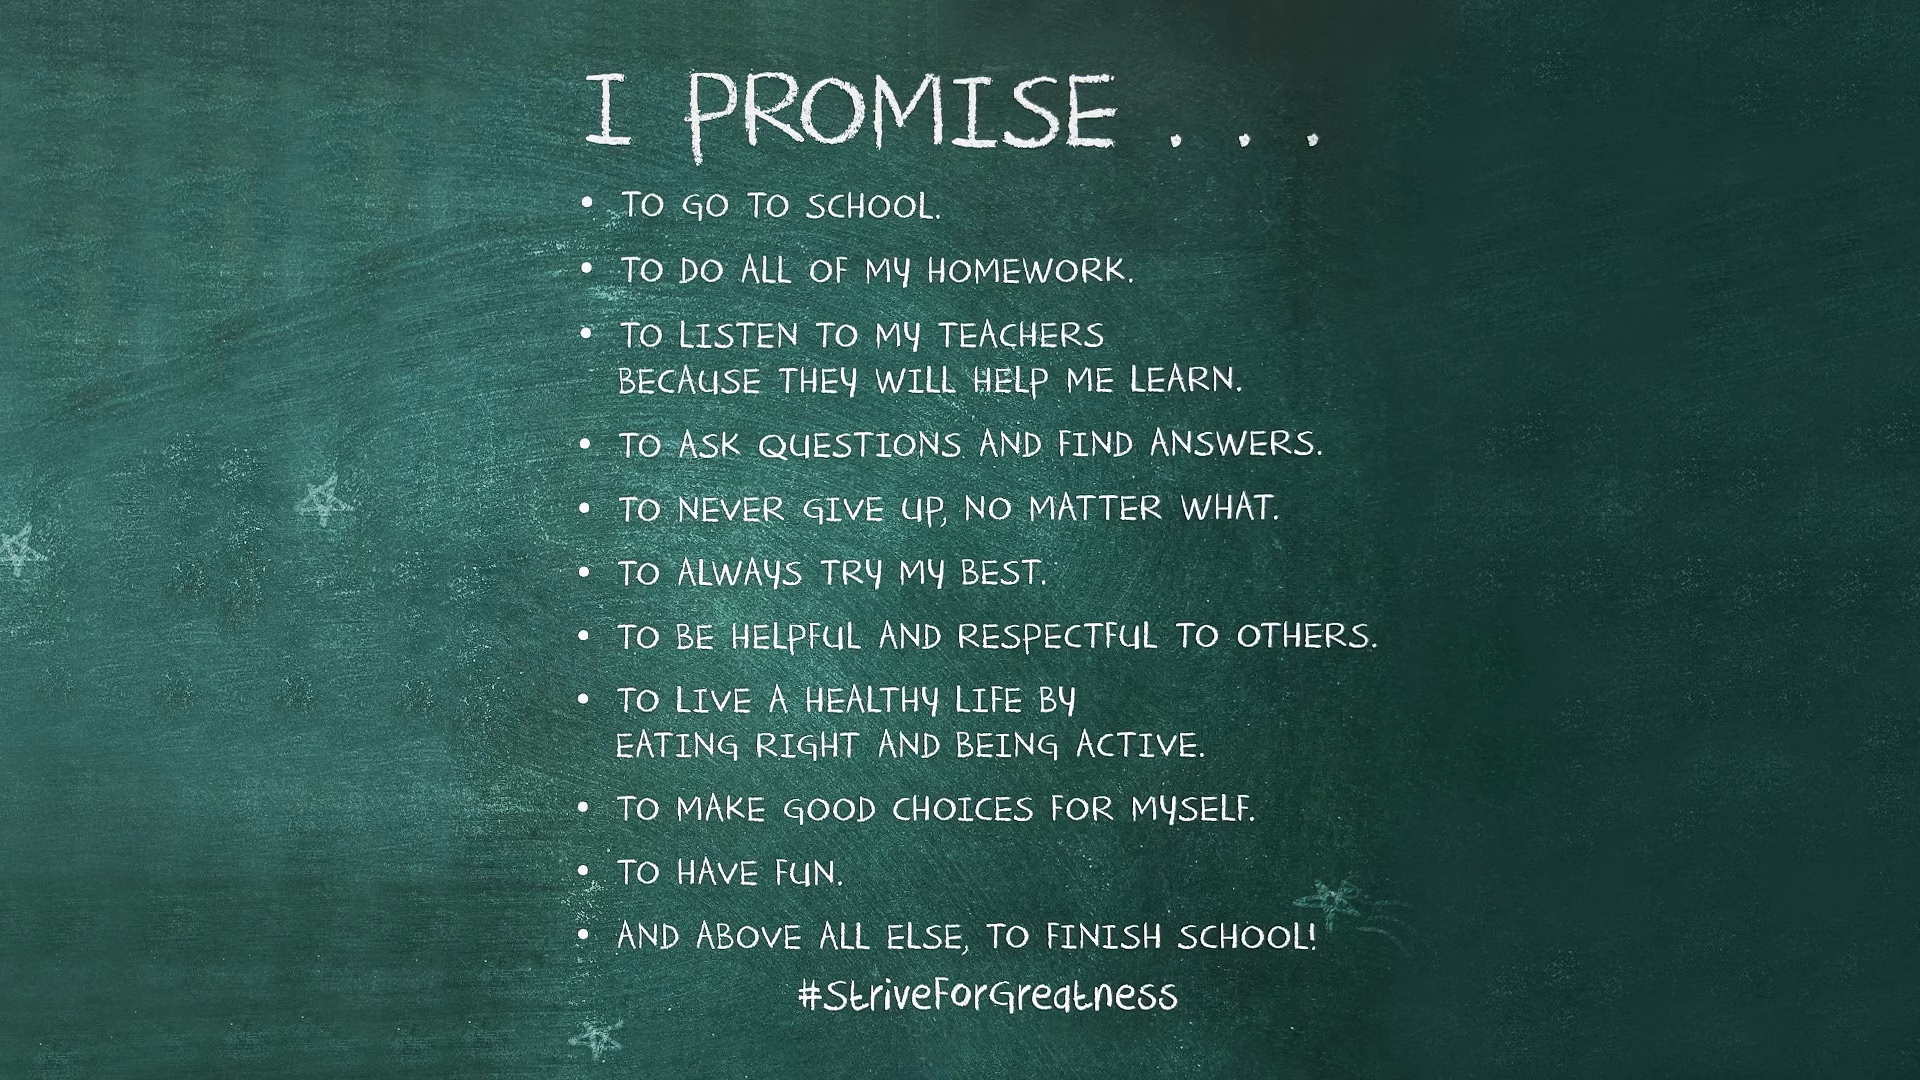 I PROMISE . . .
• TO GO TO SCHOOL.
• TO DO ALL OF MY HOMEWORK.
• TO LISTEN TO MY TEACHERS
BECAUSE THEY WILL HELP ME LEARN.
• TO ASK QUESTIONS AND FIND ANSWERS.
• TO NEVER GIVE UP, NO MATTER WHAT.
• TO ALWAYS TRY MY BEST.
• TO BE HELPFUL AND RESPECTFUL TO OTHERS.
• TO LIVE A HEALTHY LIFE BY
EATING RIGHT AND BEING ACTIVE.
• TO MAKE GOOD CHOICES FOR MYSELF.
• TO HAVE FUN.
• AND ABOVE ALL ELSE, TO FINISH SCHOOL!
#StriveForGreatness